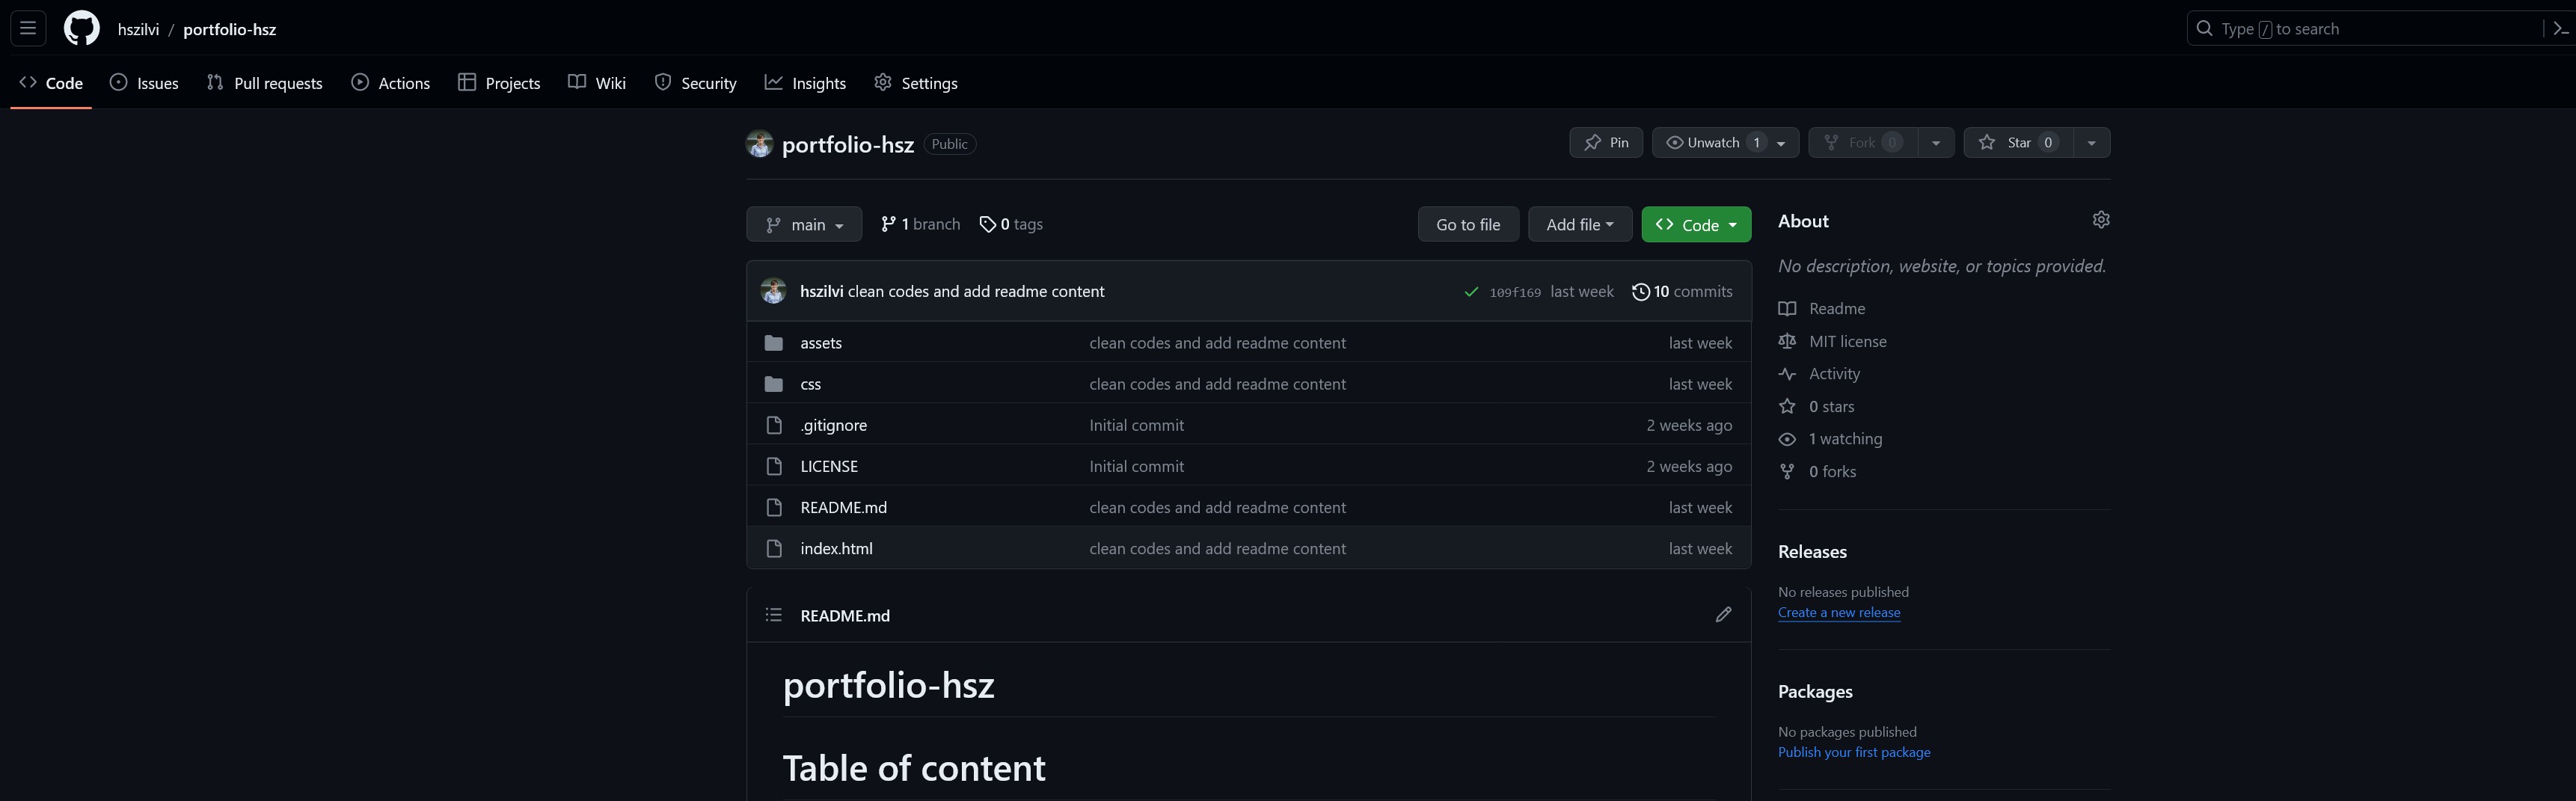 hszilvi / portfolio-hsz
Type / to search
Code Issues Pull requests Actions Projects Wiki Security Insights Settings
portfolio-hsz Public
Pin Unwatch 1 Fork 0 Star 0
main 1 branch 0 tags Go to file Add file Code
hszilvi clean codes and add readme content 109f169 last week 10 commits
assets clean codes and add readme content last week
css clean codes and add readme content last week
.gitignore Initial commit 2 weeks ago
LICENSE Initial commit 2 weeks ago
README.md clean codes and add readme content last week
index.html clean codes and add readme content last week
README.md
portfolio-hsz
Table of content
About
No description, website, or topics provided.
Readme
MIT license
Activity
0 stars
1 watching
0 forks
Releases
No releases published
Create a new release
Packages
No packages published
Publish your first package